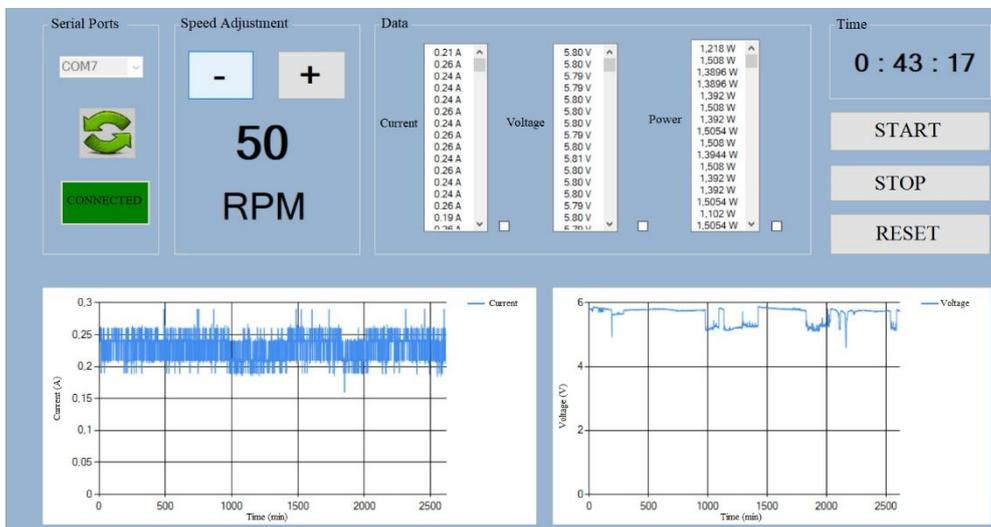 Serial Ports
COM7
CONNECTED
Speed Adjustment
- +
50
RPM
Data
Current
0.21 A
0.26 A
0.24 A
0.24 A
0.24 A
0.26 A
0.24 A
0.26 A
0.26 A
0.24 A
0.26 A
0.24 A
0.24 A
0.26 A
0.19 A
0.26 A
Voltage
5.80 V
5.80 V
5.79 V
5.79 V
5.80 V
5.80 V
5.80 V
5.79 V
5.80 V
5.81 V
5.80 V
5.80 V
5.80 V
5.79 V
5.80 V
5.79 V
Power
1,218 W
1,508 W
1,3896 W
1,3896 W
1,392 W
1,508 W
1,392 W
1,5054 W
1,508 W
1,3944 W
1,508 W
1,392 W
1,392 W
1,5054 W
1,102 W
1,5054 W
Time
0 : 43 : 17
START
STOP
RESET
Current (A)
0,3
0,25
0,2
0,15
0,1
0,05
0
0 500 1000 1500 2000 2500
Time (min)
Current
Voltage (V)
6
4
2
0
0 500 1000 1500 2000 2500
Time (min)
Voltage